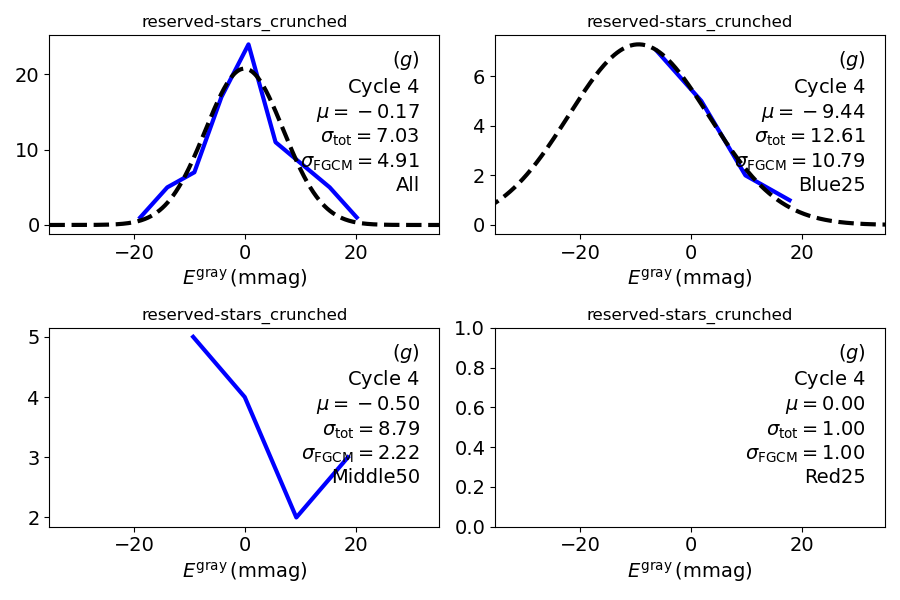 reserved-stars_crunched
(g)
Cycle 4
μ = −0.17
σtot = 7.03
σFGCM = 4.91
All
20
10
0
−20 0 20
E^gray (mmag)
reserved-stars_crunched
(g)
Cycle 4
μ = −9.44
σtot = 12.61
σFGCM = 10.79
Blue25
6
4
2
0
−20 0 20
E^gray (mmag)
reserved-stars_crunched
(g)
Cycle 4
μ = −0.50
σtot = 8.79
σFGCM = 2.22
Middle50
5
4
3
2
−20 0 20
E^gray (mmag)
reserved-stars_crunched
(g)
Cycle 4
μ = 0.00
σtot = 1.00
σFGCM = 1.00
Red25
1.0
0.8
0.6
0.4
0.2
0.0
−20 0 20
E^gray (mmag)